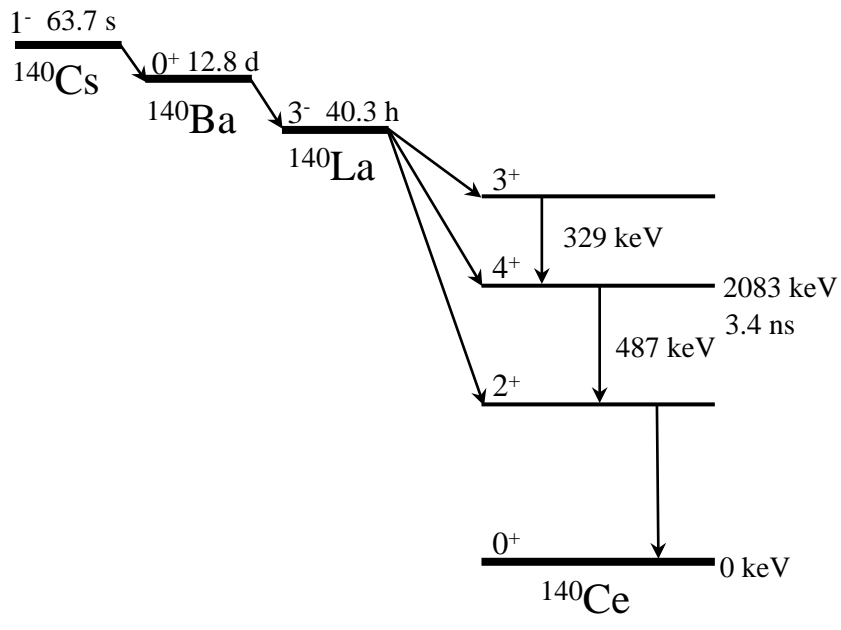 1⁻ 63.7 s
¹⁴⁰Cs
0⁺ 12.8 d
¹⁴⁰Ba
3⁻ 40.3 h
¹⁴⁰La
3⁺
329 keV
4⁺
2083 keV
3.4 ns
487 keV
2⁺
0⁺
0 keV
¹⁴⁰Ce